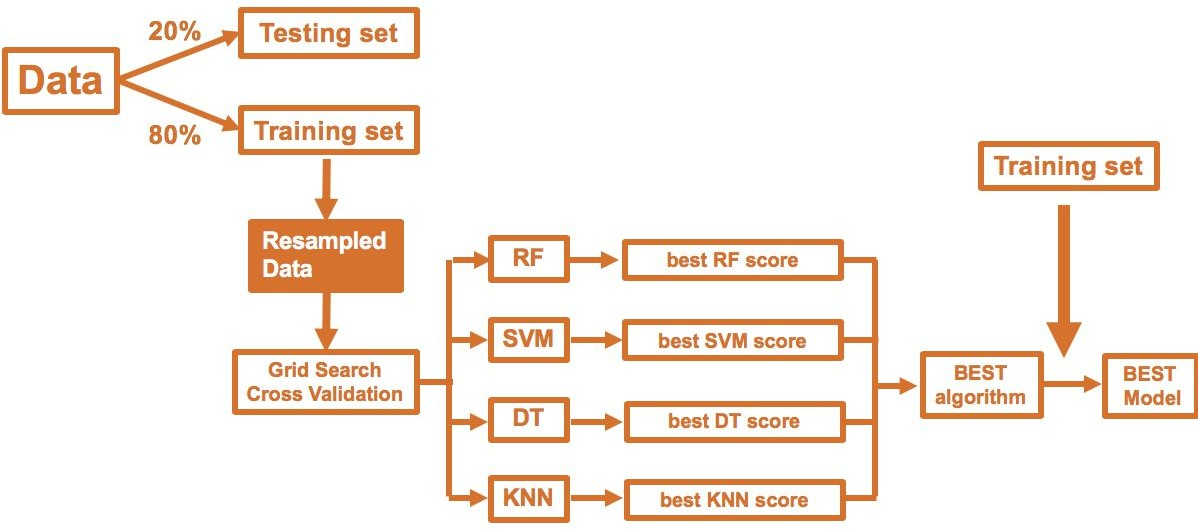 Data
20%
Testing set
80%
Training set
Resampled
Data
Grid Search
Cross Validation
RF
best RF score
SVM
best SVM score
DT
best DT score
KNN
best KNN score
BEST
algorithm
Training set
BEST
Model